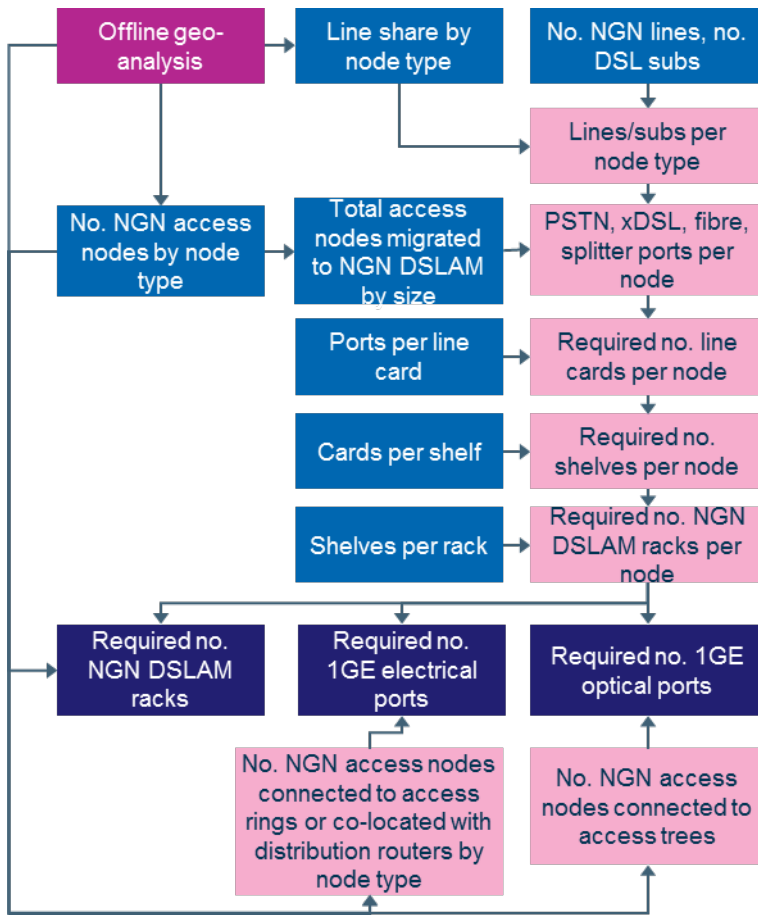 Offline geo-
analysis
Line share by
node type
No. NGN lines, no.
DSL subs
Lines/subs per
node type
No. NGN access
nodes by node
type
Total access
nodes migrated
to NGN DSLAM
by size
PSTN, xDSL, fibre,
splitter ports per
node
Ports per line
card
Required no. line
cards per node
Cards per shelf
Required no.
shelves per node
Shelves per rack
Required no. NGN
DSLAM racks per
node
Required no.
NGN DSLAM
racks
Required no.
1GE electrical
ports
Required no. 1GE
optical ports
No. NGN access nodes
connected to access
rings or co-located with
distribution routers by
node type
No. NGN access
nodes connected to
access trees